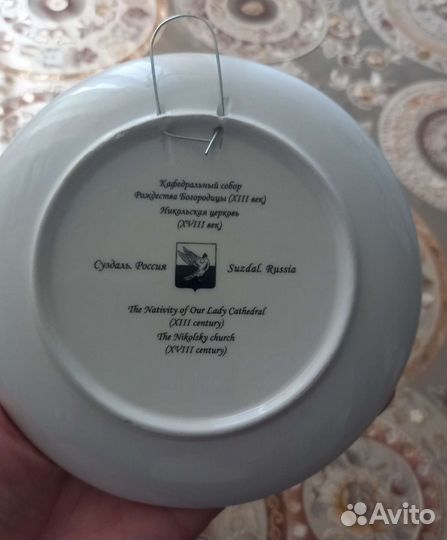 Кафедральный собор
Рождества Богородицы (XIII век)
Никольская церковь
(XVIII век)
Суздаль. Россия Suzdal. Russia
The Nativity of Our Lady Cathedral
(XIII century)
The Nikolsky church
(XVIII century)
Avito